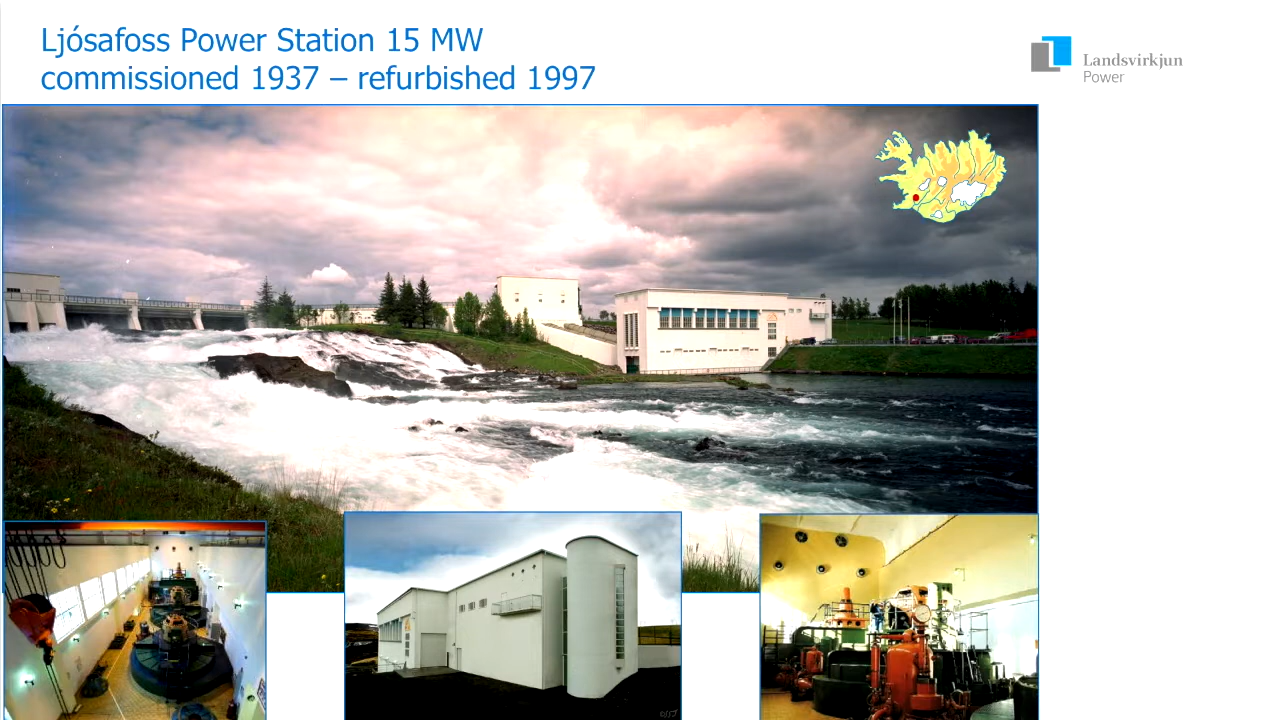 Ljósafoss Power Station 15 MW
commissioned 1937 – refurbished 1997
Landsvirkjun
Power